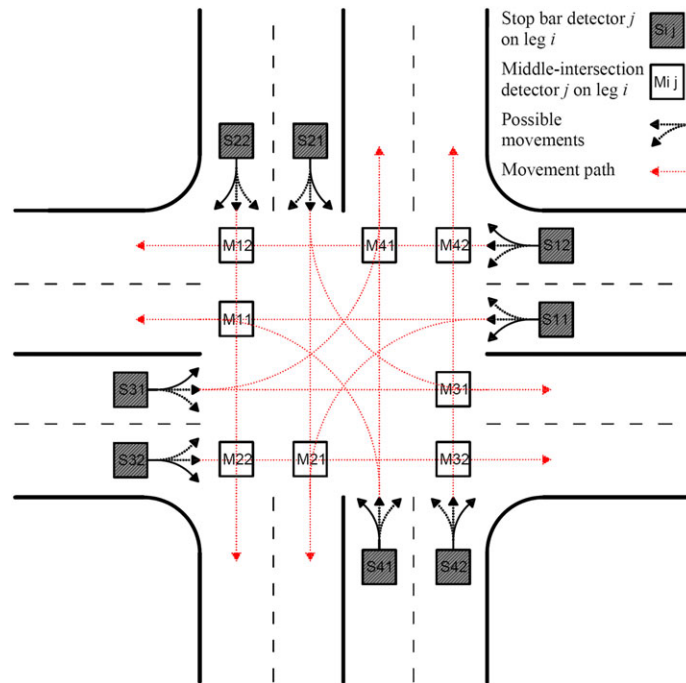 Stop bar detector j
on leg i
Si j
Middle-intersection
detector j on leg i
Mi j
Possible
movements
Movement path
S22
S21
M12
M41
M42
S12
M11
S11
S31
M31
S32
M22
M21
M32
S41
S42